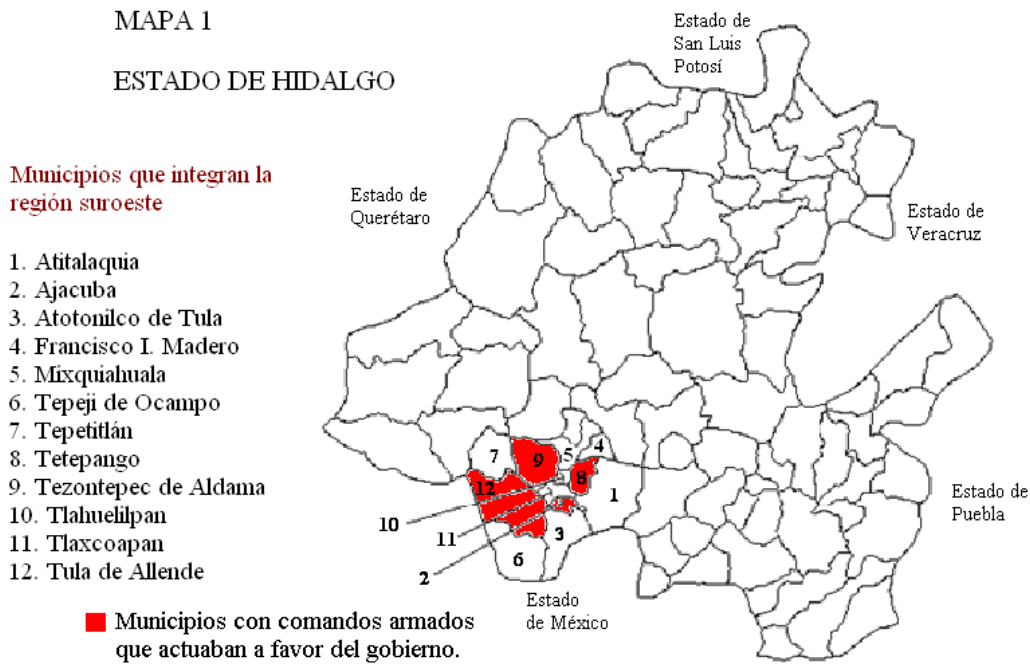 MAPA 1
ESTADO DE HIDALGO
Municipios que integran la
región suroeste
1. Atitalaquia
2. Ajacuba
3. Atotonilco de Tula
4. Francisco I. Madero
5. Mixquiahuala
6. Tepeji de Ocampo
7. Tepetitlán
8. Tetepango
9. Tezontepec de Aldama
10. Tlahuelilpan
11. Tlaxcoapan
12. Tula de Allende
Municipios con comandos armados
que actuaban a favor del gobierno.
Estado de
San Luis
Potosí
Estado de
Querétaro
Estado de
Veracruz
Estado de
Puebla
Estado
de México
7
9
5
4
12
8
1
10
11
3
2
6